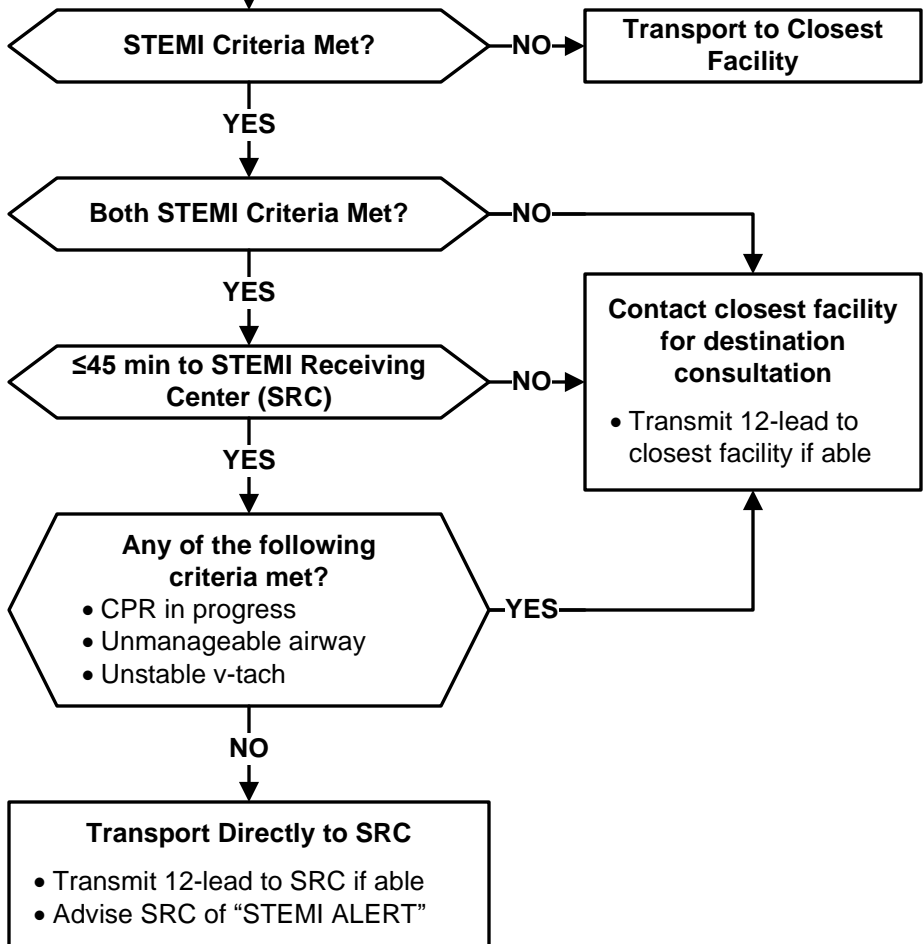 STEMI Criteria Met?
NO
Transport to Closest
Facility
YES
Both STEMI Criteria Met?
NO
YES
Contact closest facility
for destination
consultation
• Transmit 12-lead to
closest facility if able
≤45 min to STEMI Receiving
Center (SRC)
NO
YES
Any of the following
criteria met?
• CPR in progress
• Unmanageable airway
• Unstable v-tach
YES
NO
Transport Directly to SRC
• Transmit 12-lead to SRC if able
• Advise SRC of “STEMI ALERT”